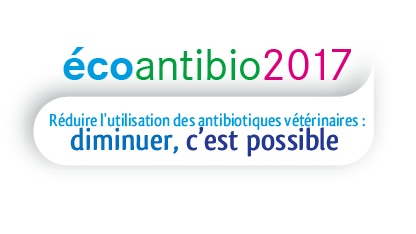 écoantibio2017
Réduire l'utilisation des antibiotiques vétérinaires :
diminuer, c'est possible